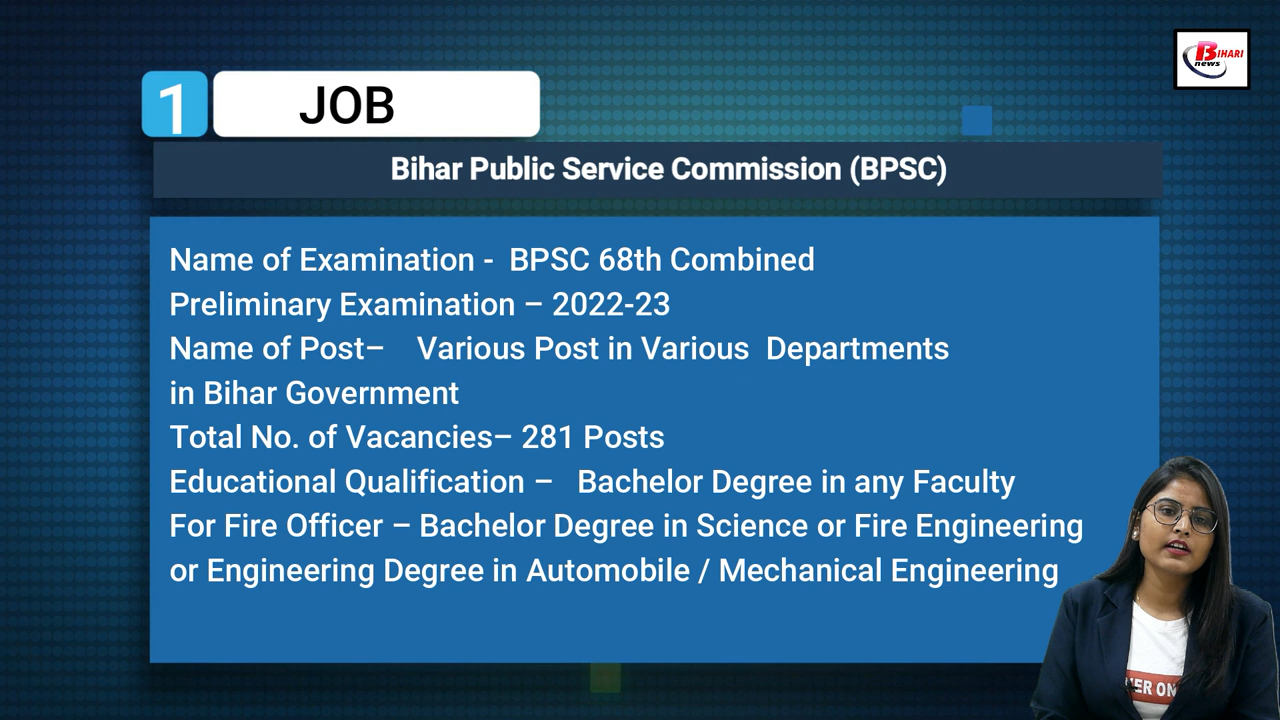 BIHARI
news
1 JOB
Bihar Public Service Commission (BPSC)
Name of Examination - BPSC 68th Combined
Preliminary Examination – 2022-23
Name of Post– Various Post in Various Departments
in Bihar Government
Total No. of Vacancies– 281 Posts
Educational Qualification – Bachelor Degree in any Faculty
For Fire Officer – Bachelor Degree in Science or Fire Engineering
or Engineering Degree in Automobile / Mechanical Engineering